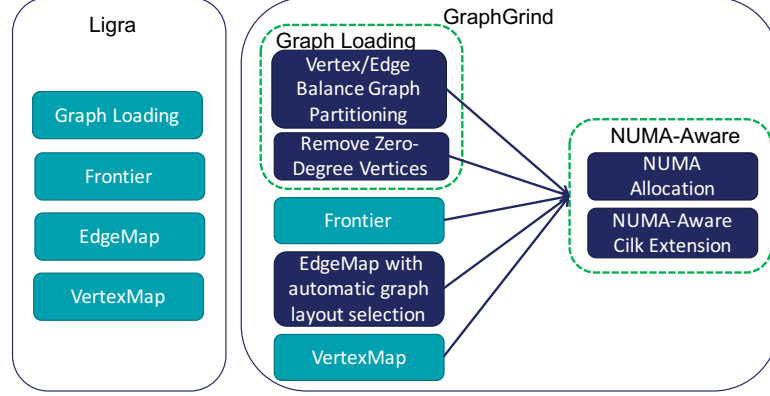 Ligra
Graph Loading
Frontier
EdgeMap
VertexMap
GraphGrind
Graph Loading
Vertex/Edge
Balance Graph
Partitioning
Remove Zero-
Degree Vertices
Frontier
EdgeMap with
automatic graph
layout selection
VertexMap
NUMA-Aware
NUMA
Allocation
NUMA-Aware
Cilk Extension